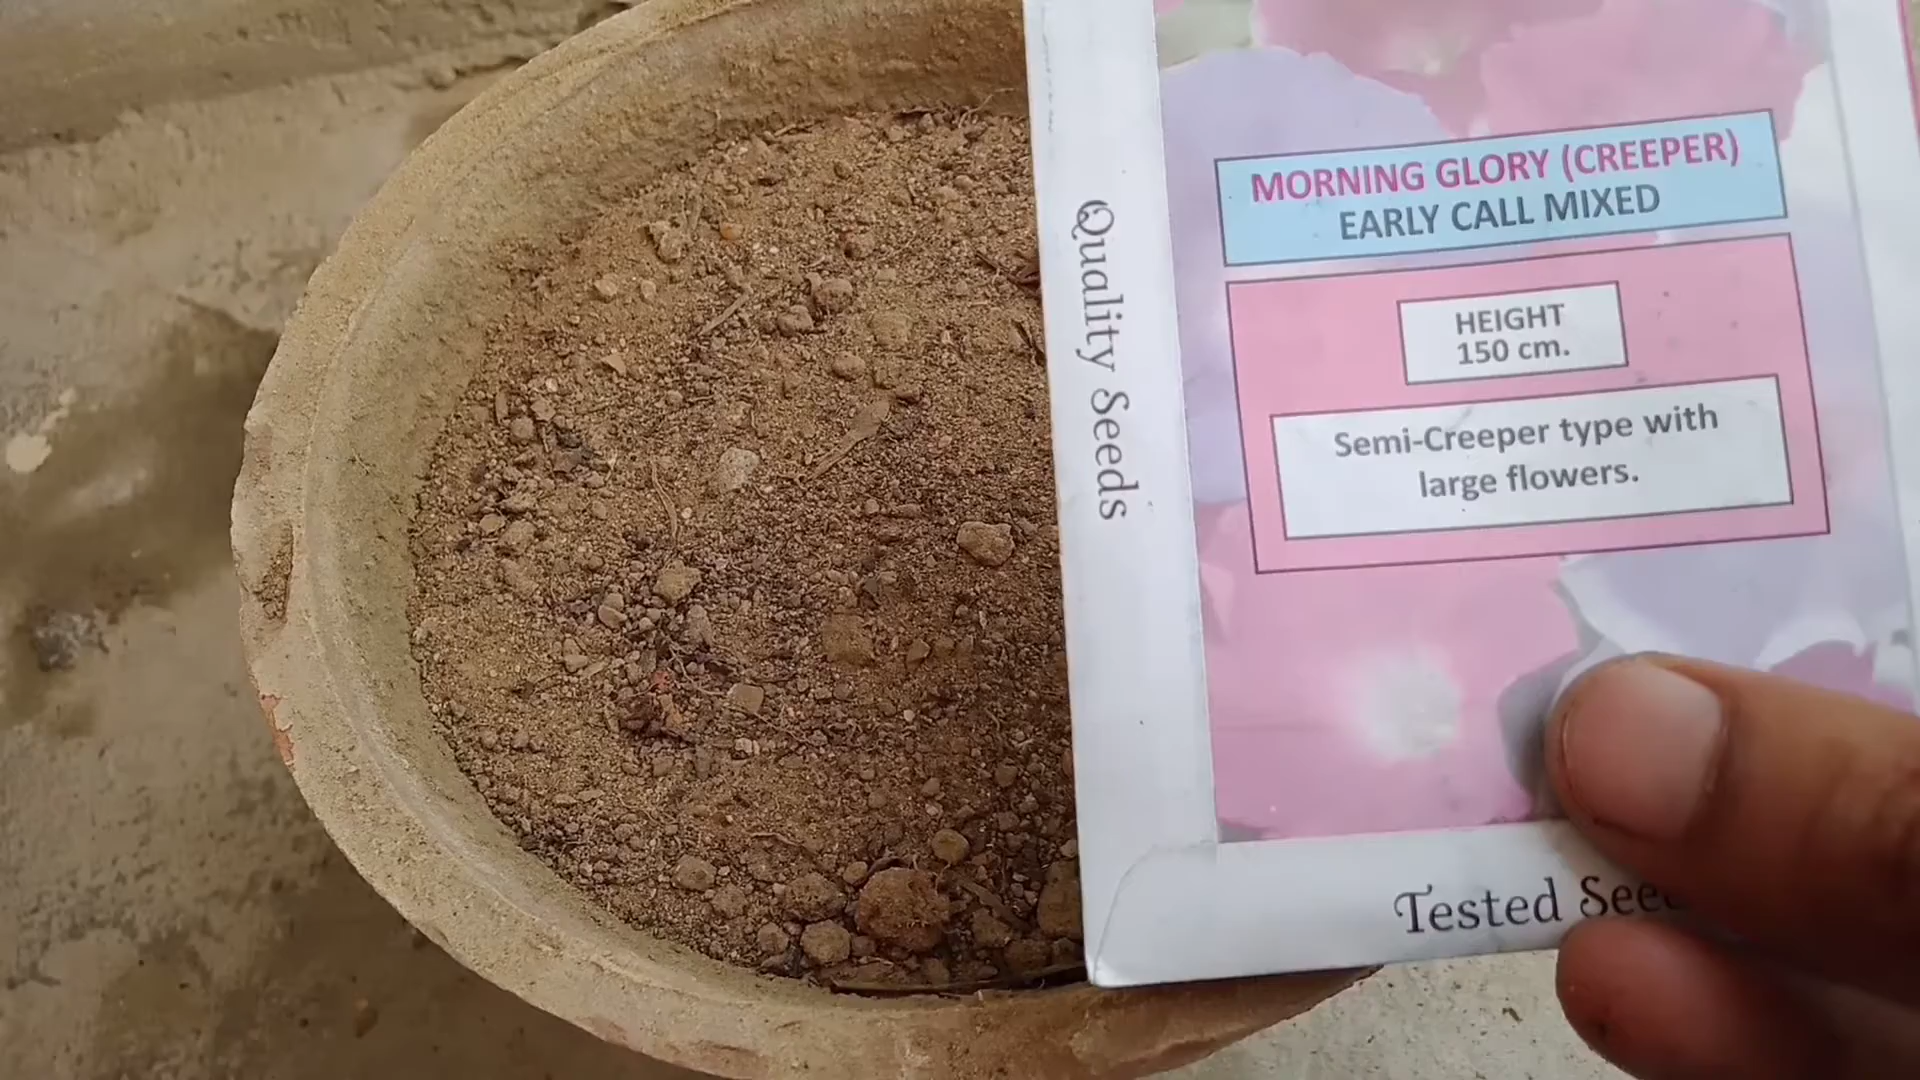 Quality Seeds
MORNING GLORY (CREEPER)
EARLY CALL MIXED
HEIGHT
150 cm.
Semi-Creeper type with
large flowers.
Tested